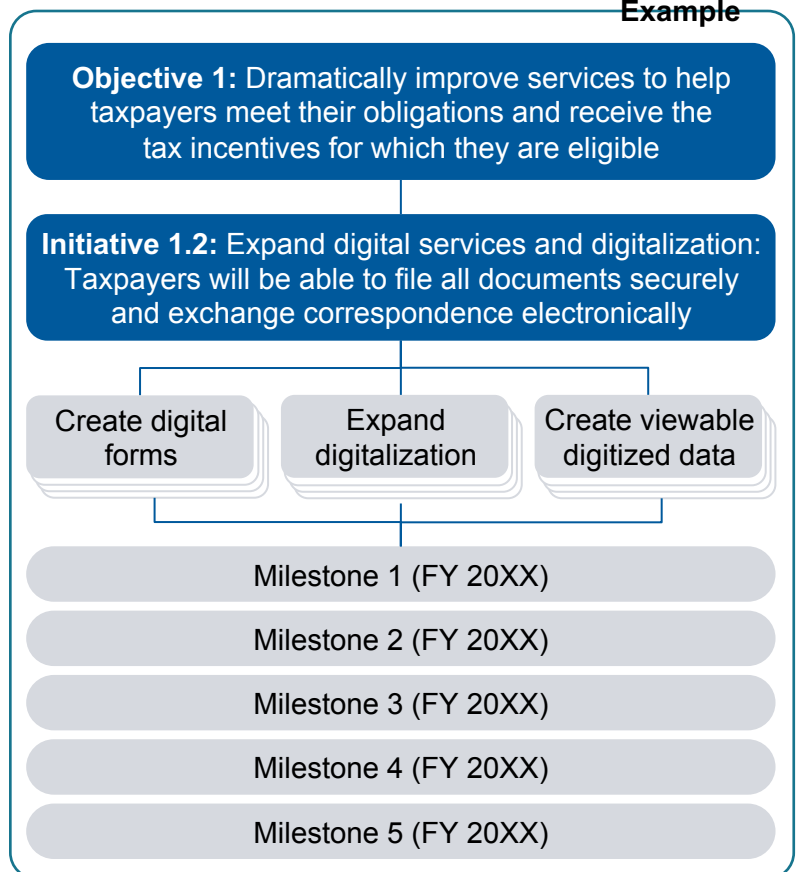 Example
Objective 1: Dramatically improve services to help
taxpayers meet their obligations and receive the
tax incentives for which they are eligible
Initiative 1.2: Expand digital services and digitalization:
Taxpayers will be able to file all documents securely
and exchange correspondence electronically
Create digital
forms
Expand
digitalization
Create viewable
digitized data
Milestone 1 (FY 20XX)
Milestone 2 (FY 20XX)
Milestone 3 (FY 20XX)
Milestone 4 (FY 20XX)
Milestone 5 (FY 20XX)